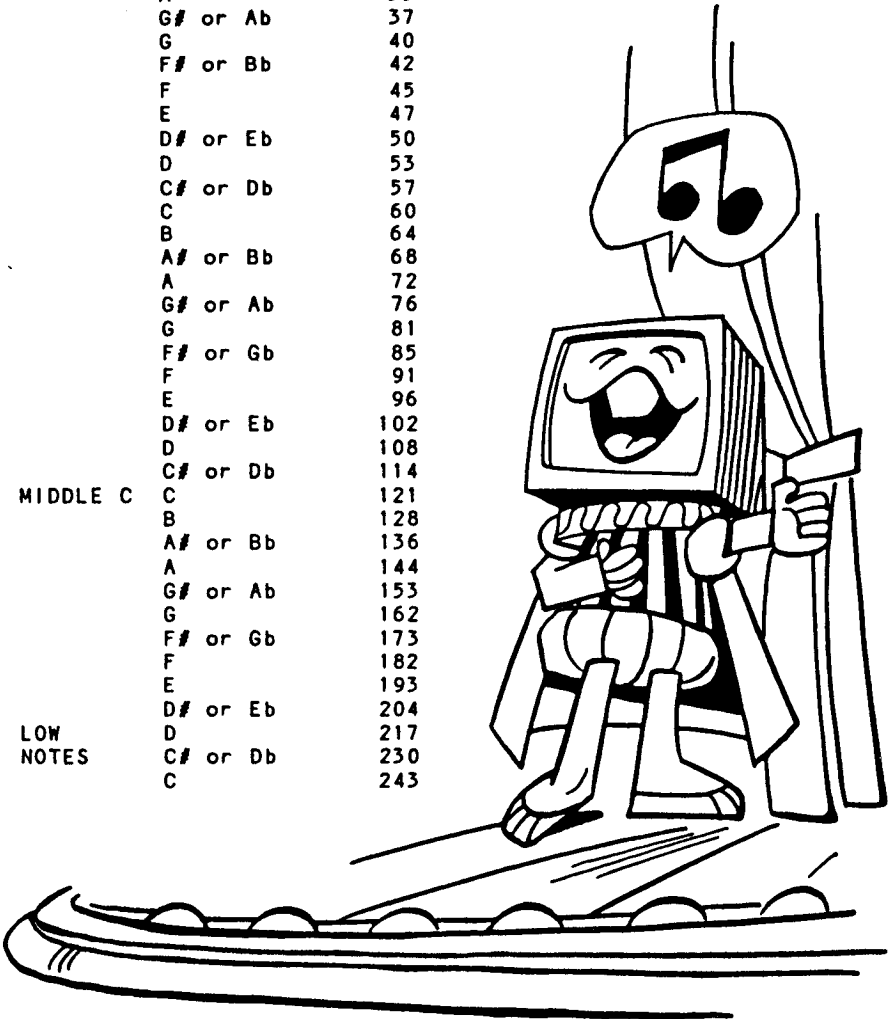 G# or Ab 37
G 40
F# or Bb 42
F 45
E 47
D# or Eb 50
D 53
C# or Db 57
C 60
B 64
A# or Bb 68
A 72
G# or Ab 76
G 81
F# or Gb 85
F 91
E 96
D# or Eb 102
D 108
C# or Db 114
MIDDLE C C 121
B 128
A# or Bb 136
A 144
G# or Ab 153
G 162
F# or Gb 173
F 182
E 193
D# or Eb 204
LOW D 217
NOTES C# or Db 230
C 243